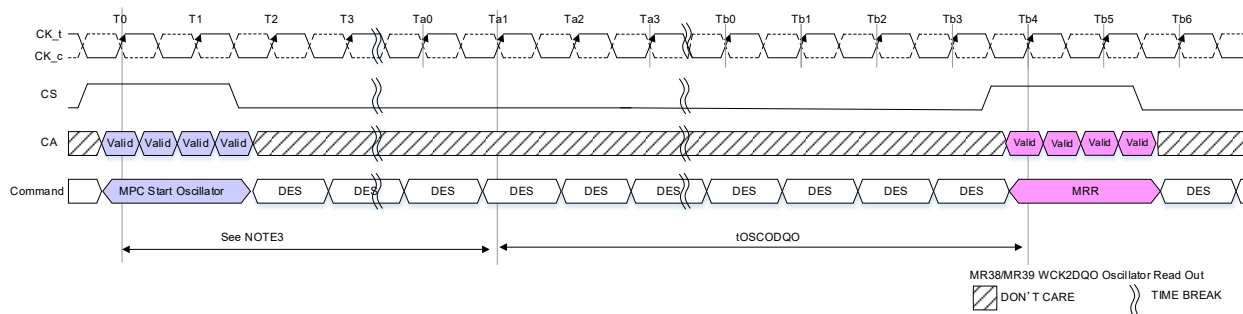 T0 T1 T2 T3 Ta0 Ta1 Ta2 Ta3 Tb0 Tb1 Tb2 Tb3 Tb4 Tb5 Tb6
CK_t
CK_c
CS
CA Valid Valid Valid Valid Valid Valid Valid Valid
Command MPC Start Oscillator DES DES DES DES DES DES DES DES DES DES MRR DES
See NOTE3 tOSCODQO
MR38/MR39 WCK2DQO Oscillator Read Out
DON'T CARE TIME BREAK